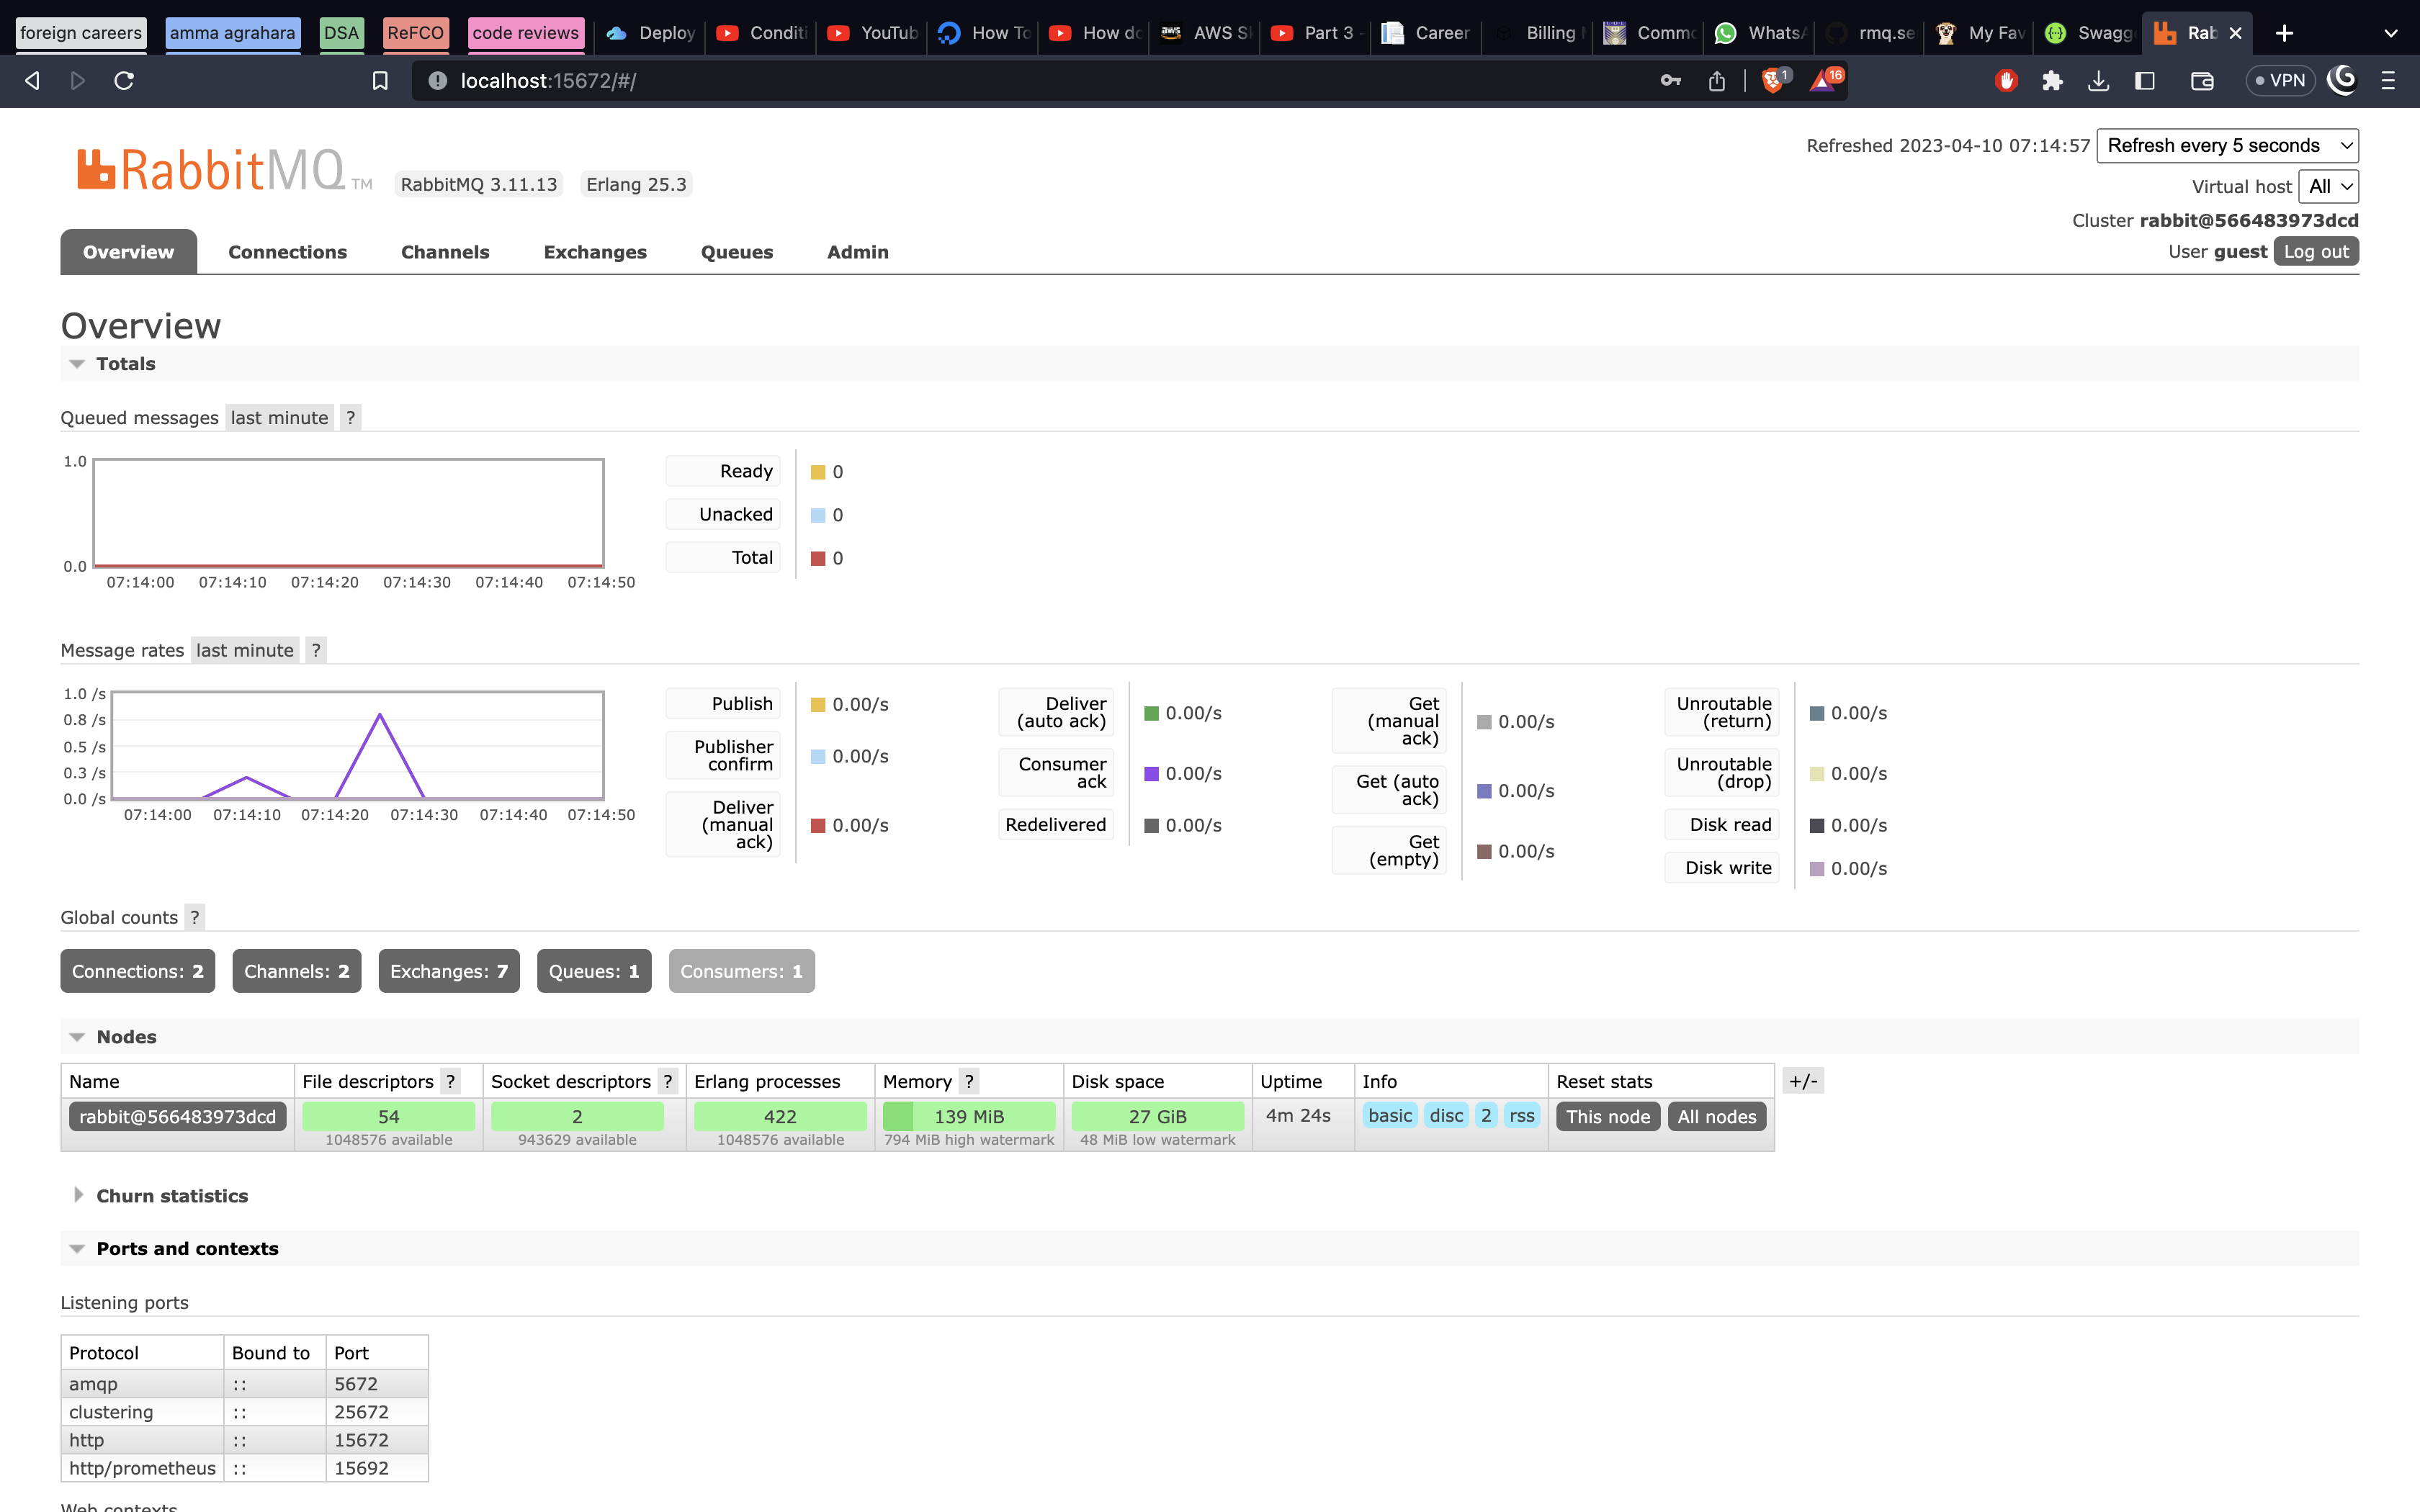 foreign careers amma agrahara DSA ReFCO code reviews Deploy Conditi YouTub How To How do AWS Sk Part 3 - Career Billing Commo WhatsA rmq.se My Fav Swagge Rab
localhost:15672/#/ 1 16 VPN
Refreshed 2023-04-10 07:14:57 Refresh every 5 seconds
RabbitMQ TM RabbitMQ 3.11.13 Erlang 25.3
Virtual host All
Cluster rabbit@566483973dcd
Overview Connections Channels Exchanges Queues Admin
User guest Log out
Overview
Totals
Queued messages last minute ?
1.0
0.0
07:14:00 07:14:10 07:14:20 07:14:30 07:14:40 07:14:50
Ready 0
Unacked 0
Total 0
Message rates last minute ?
1.0 /s
0.8 /s
0.5 /s
0.3 /s
0.0 /s
07:14:00 07:14:10 07:14:20 07:14:30 07:14:40 07:14:50
Publish 0.00/s
Publisher
confirm 0.00/s
Deliver
(manual
ack) 0.00/s
Deliver
(auto ack) 0.00/s
Consumer
ack 0.00/s
Redelivered 0.00/s
Get
(manual
ack) 0.00/s
Get (auto
ack) 0.00/s
Get
(empty) 0.00/s
Unroutable
(return) 0.00/s
Unroutable
(drop) 0.00/s
Disk read 0.00/s
Disk write 0.00/s
Global counts ?
Connections: 2 Channels: 2 Exchanges: 7 Queues: 1 Consumers: 1
Nodes
Name File descriptors ? Socket descriptors ? Erlang processes Memory ? Disk space Uptime Info Reset stats +/-
rabbit@566483973dcd 54 2 422 139 MiB 27 GiB 4m 24s basic disc 2 rss This node All nodes
1048576 available 943629 available 1048576 available 794 MiB high watermark 48 MiB low watermark
Churn statistics
Ports and contexts
Listening ports
Protocol Bound to Port
amqp :: 5672
clustering :: 25672
http :: 15672
http/prometheus :: 15692
Web contexts